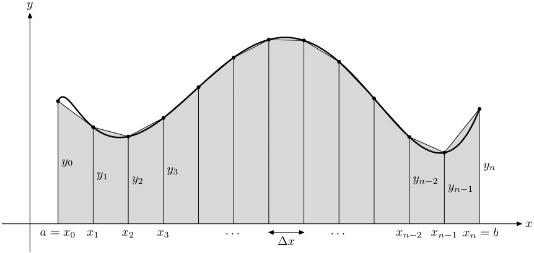 y
y₀
y₁
y₂
y₃
yₙ₋₂
yₙ₋₁
yₙ
x
a = x₀
x₁
x₂
x₃
···
Δx
···
xₙ₋₂
xₙ₋₁
xₙ = b